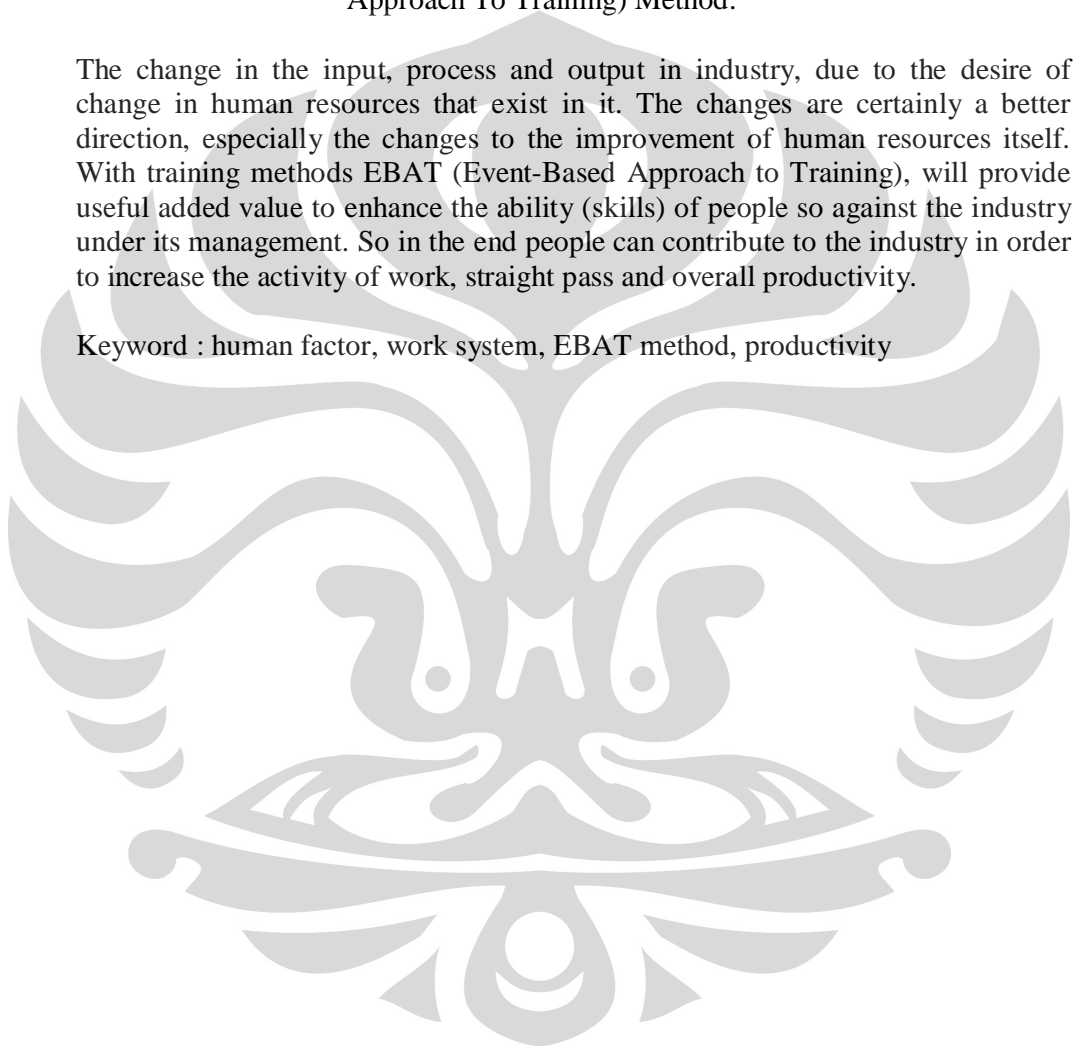 Approach To Training) Method.
The change in the input, process and output in industry, due to the desire of
change in human resources that exist in it. The changes are certainly a better
direction, especially the changes to the improvement of human resources itself.
With training methods EBAT (Event-Based Approach to Training), will provide
useful added value to enhance the ability (skills) of people so against the industry
under its management. So in the end people can contribute to the industry in order
to increase the activity of work, straight pass and overall productivity.
Keyword : human factor, work system, EBAT method, productivity